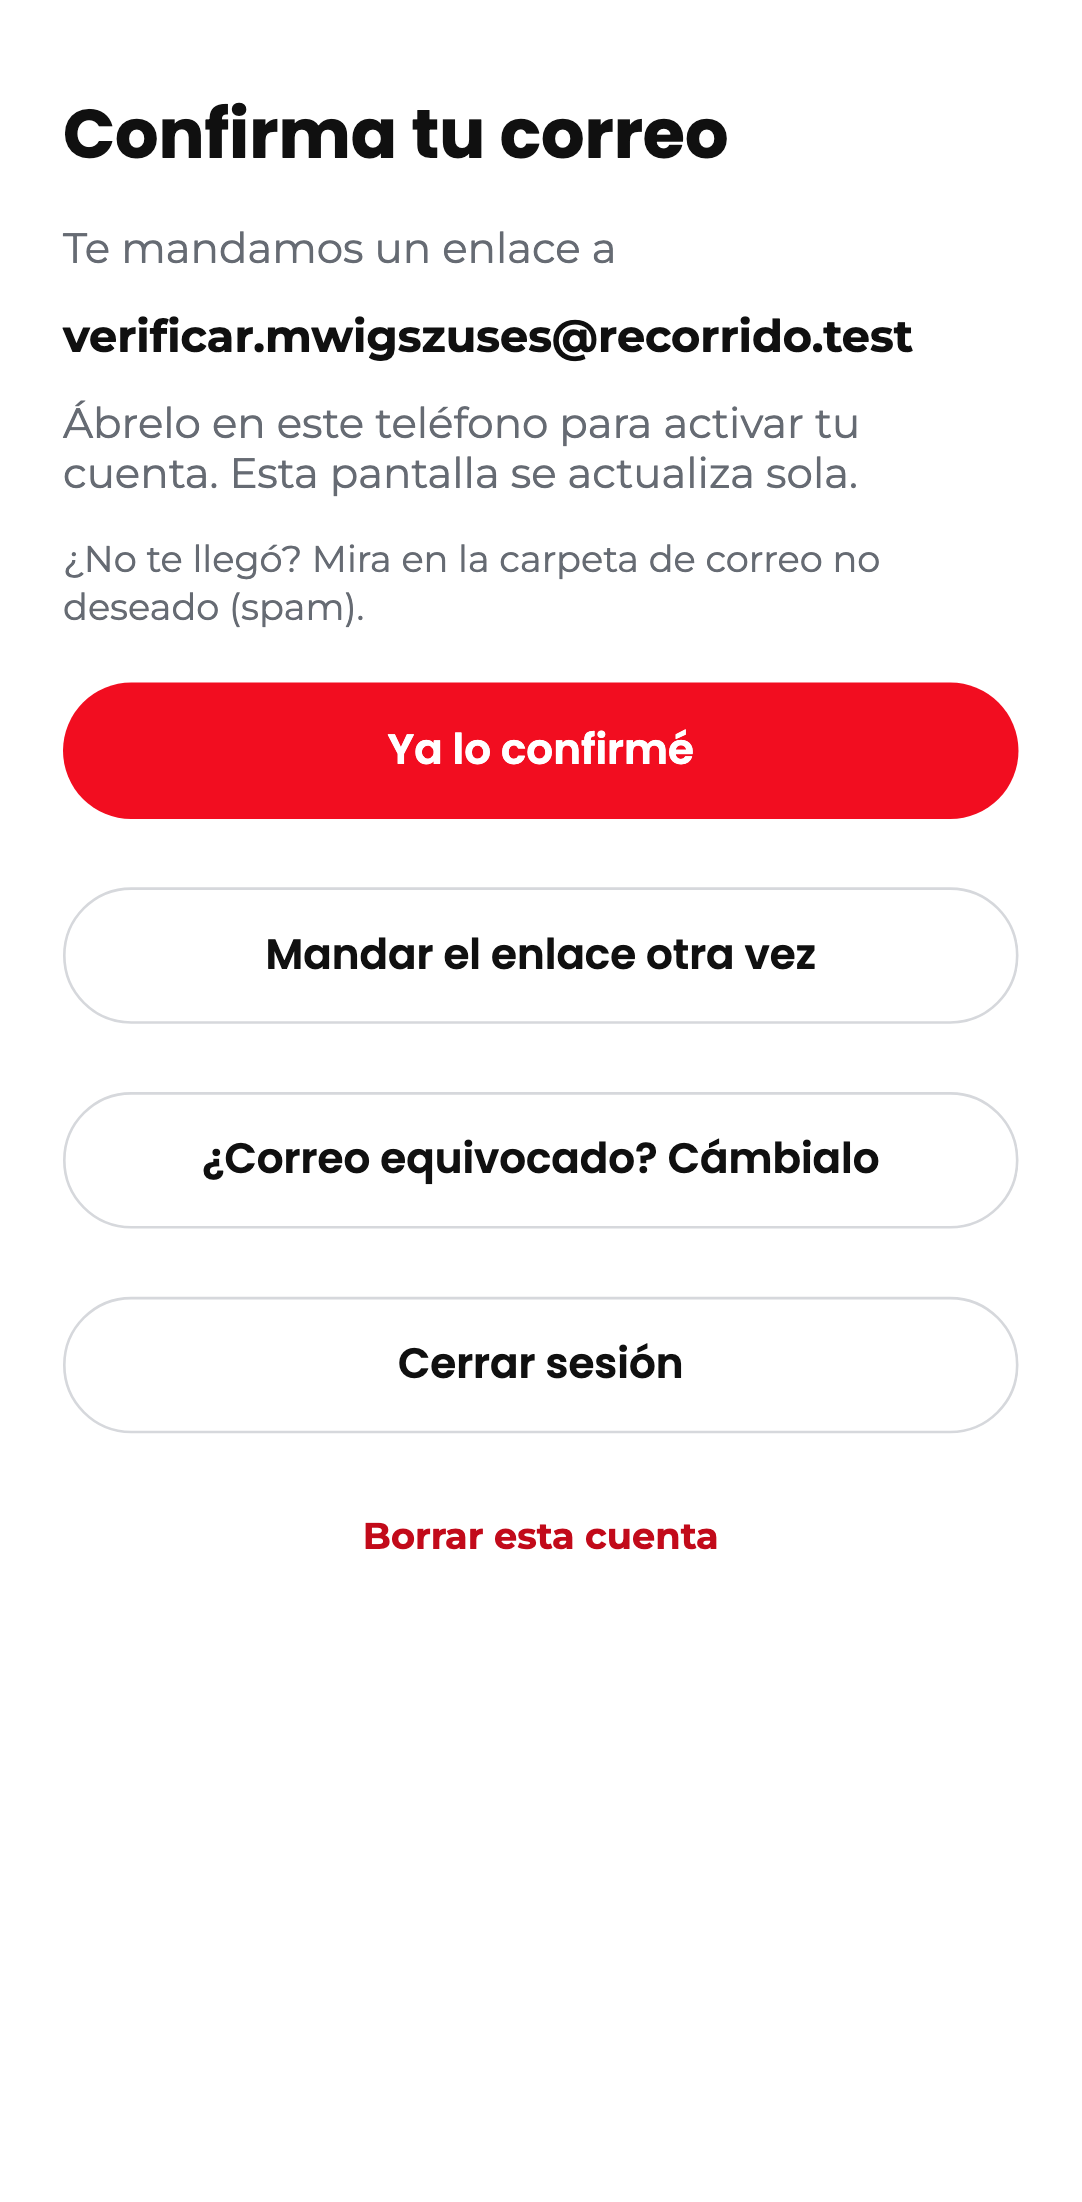 Confirma tu correo
Te mandamos un enlace a
verificar.mwigszuses@recorrido.test
Ábrelo en este teléfono para activar tu
cuenta. Esta pantalla se actualiza sola.
¿No te llegó? Mira en la carpeta de correo no
deseado (spam).
Ya lo confirmé
Mandar el enlace otra vez
¿Correo equivocado? Cámbialo
Cerrar sesión
Borrar esta cuenta